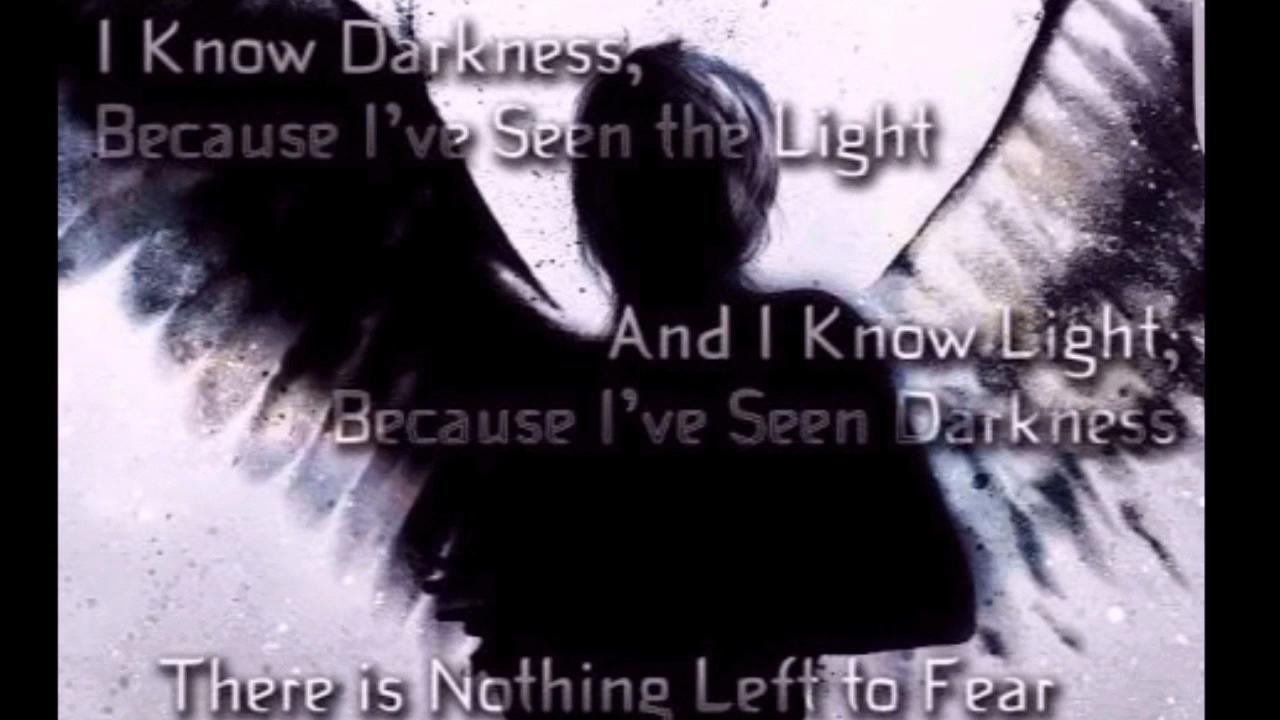 I Know Darkness,
Because I've Seen the Light
And I Know Light,
Because I've Seen Darkness
There is Nothing Left to Fear